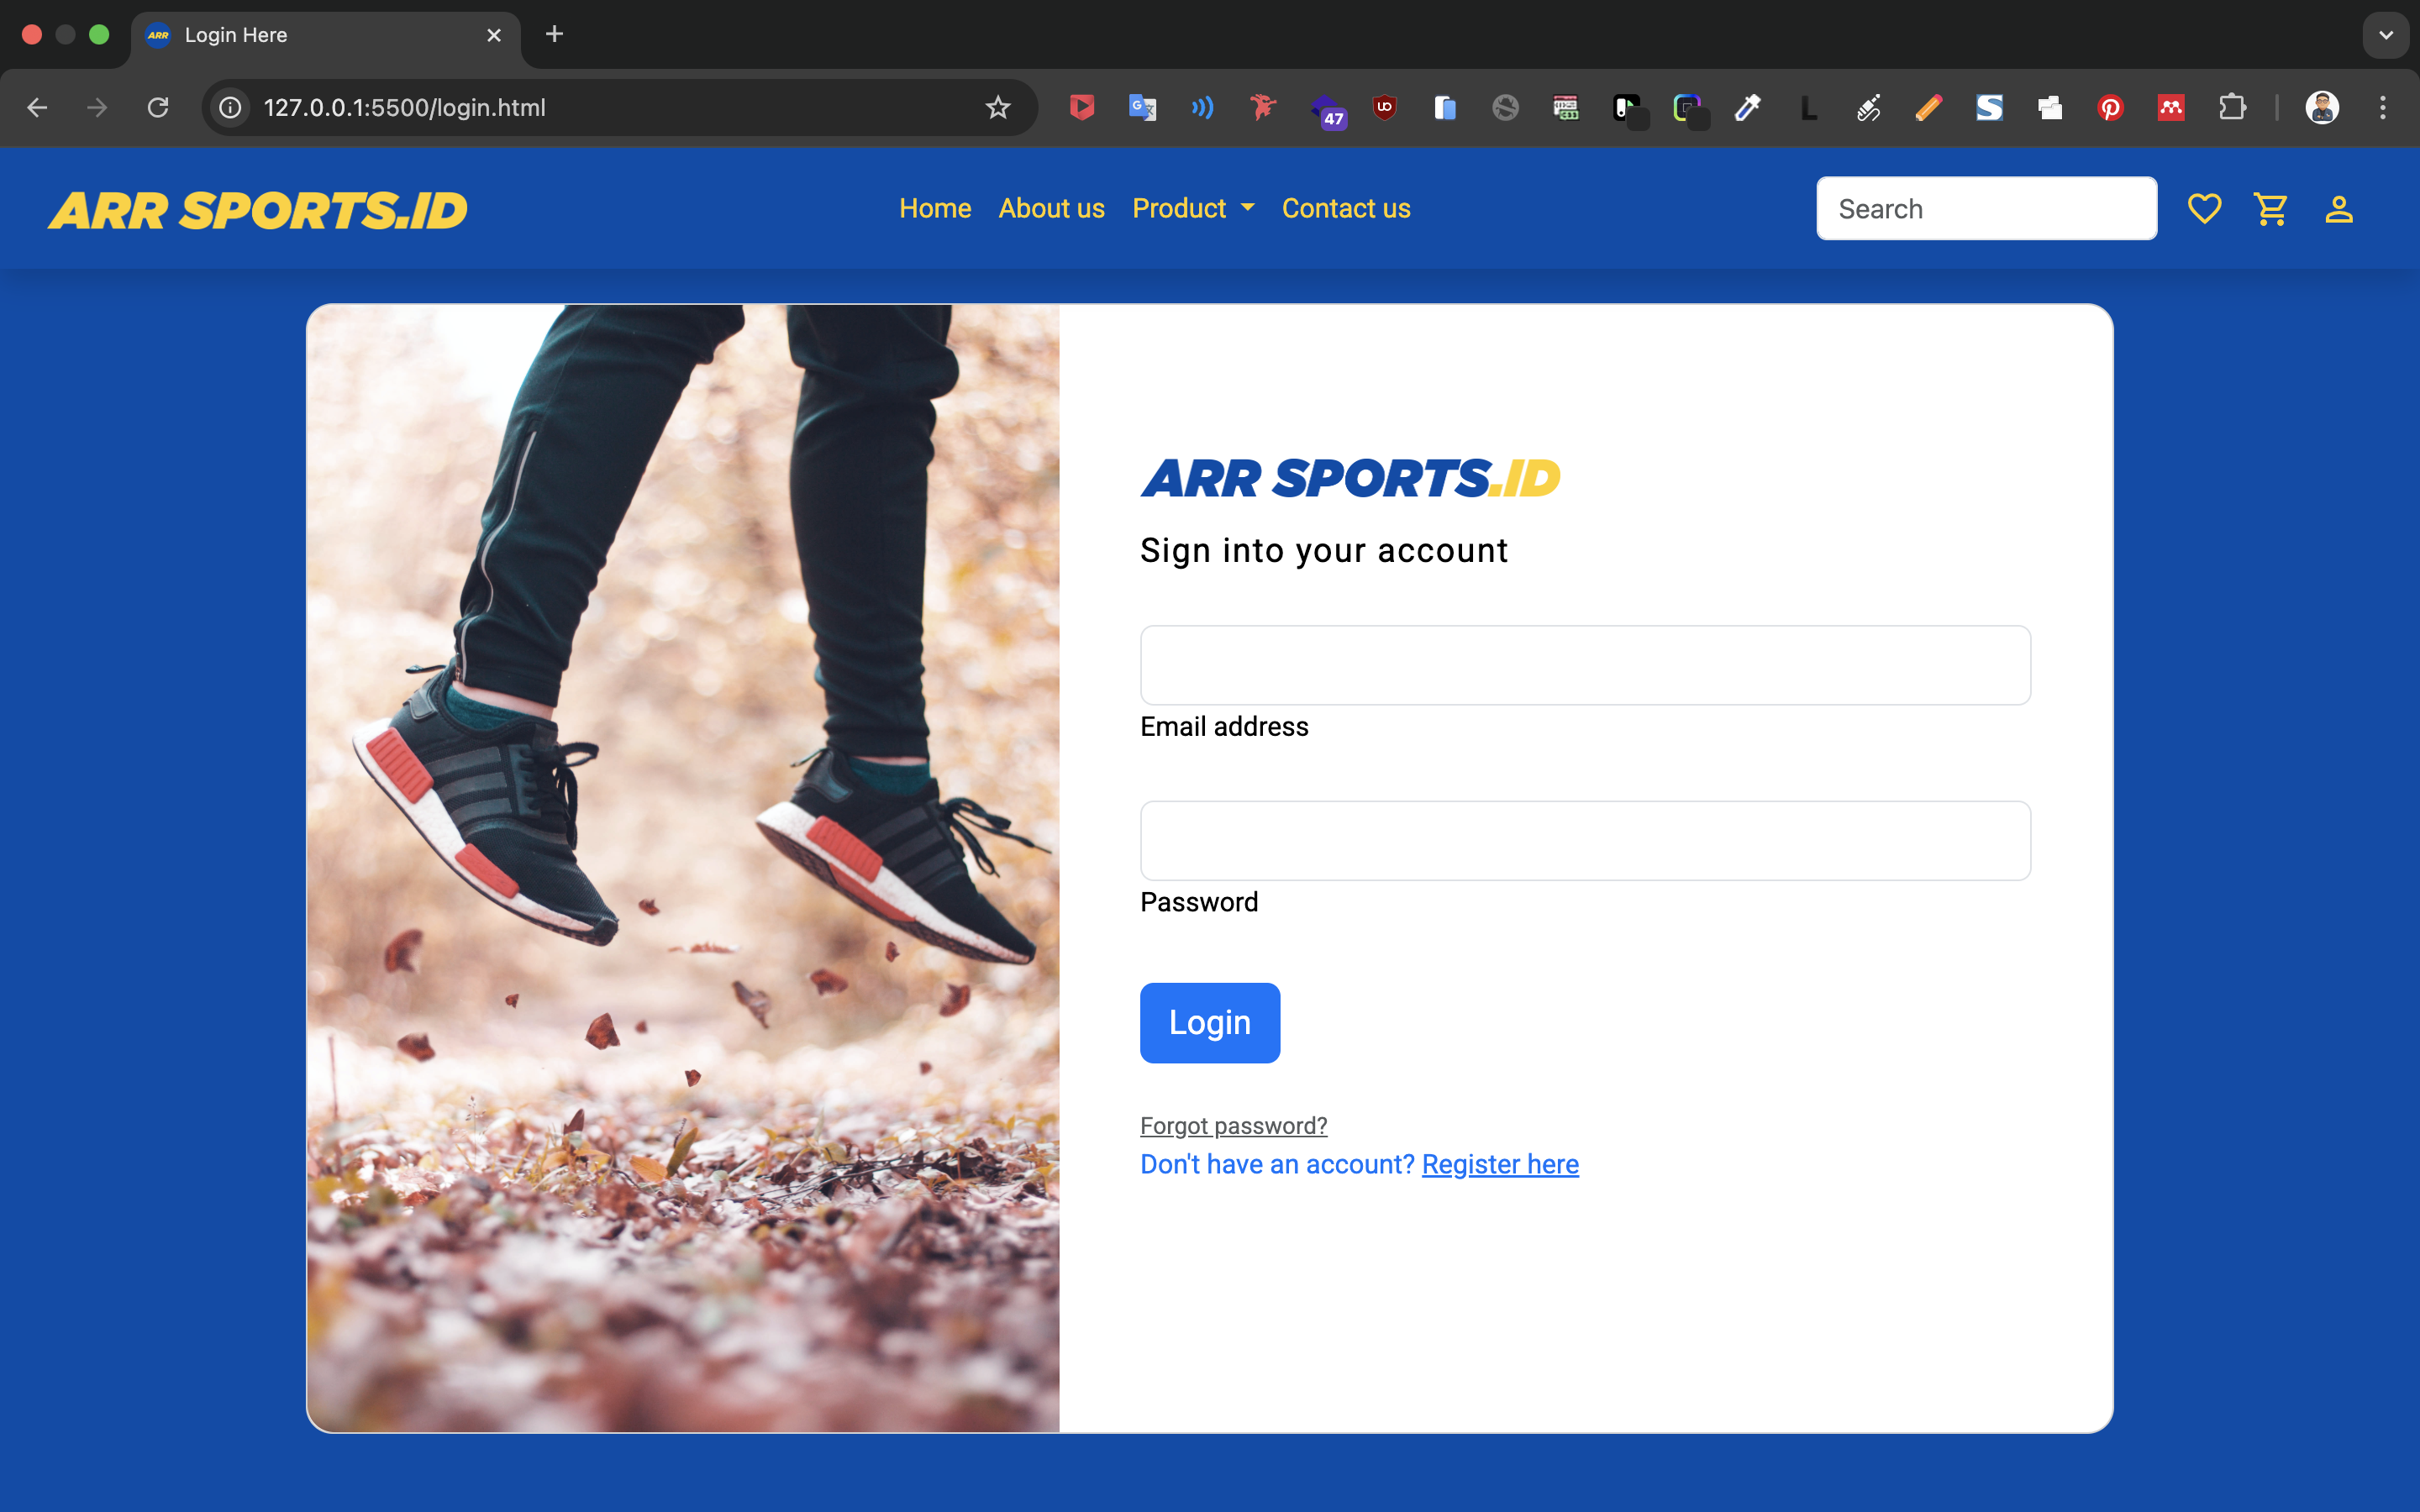 ARR Login Here
127.0.0.1:5500/login.html
47
ARR SPORTS.ID
Home About us Product Contact us
Search
ARR SPORTS.ID
Sign into your account
Email address
Password
Login
Forgot password?
Don't have an account? Register here